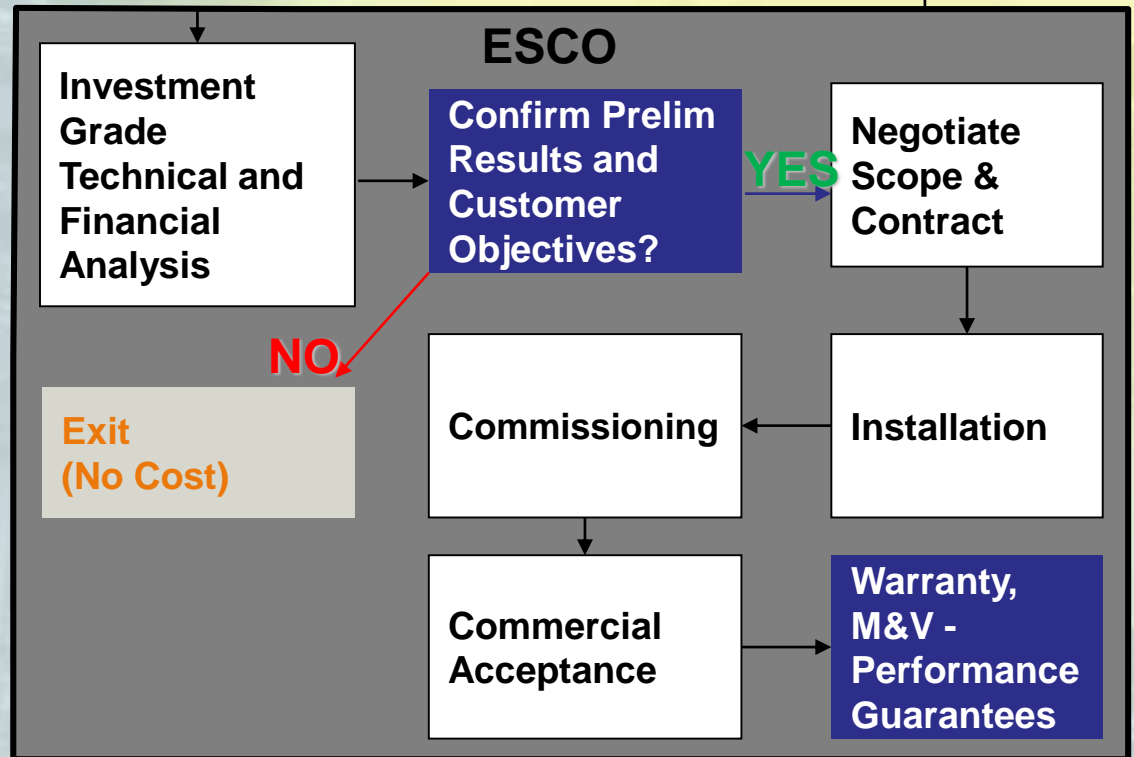 ESCO
Investment
Grade
Technical and
Financial
Analysis
Confirm Prelim
Results and
Customer
Objectives?
YES
Negotiate
Scope &
Contract
NO
Exit
(No Cost)
Commissioning
Installation
Commercial
Acceptance
Warranty,
M&V -
Performance
Guarantees